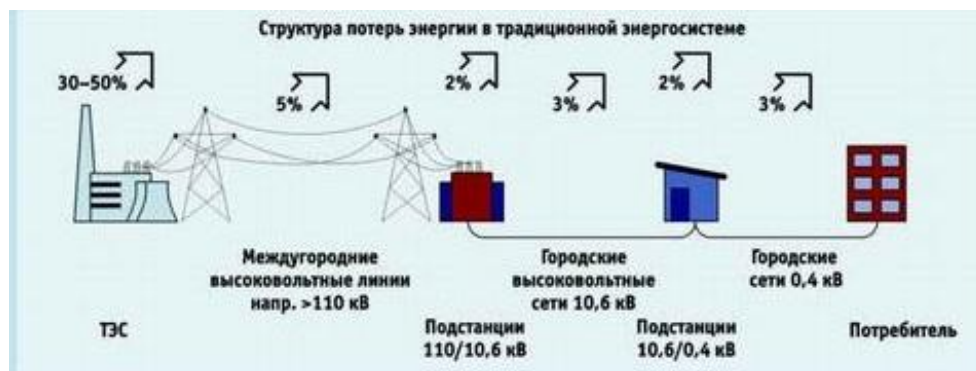 Структура потерь энергии в традиционной энергосистеме
30–50%
5%
2%
3%
2%
3%
Междугородние
высоковольтные линии
напр. >110 кВ
Городские
высоковольтные
сети 10,6 кВ
Городские
сети 0,4 кВ
ТЭС
Подстанции
110/10,6 кВ
Подстанции
10,6/0,4 кВ
Потребитель